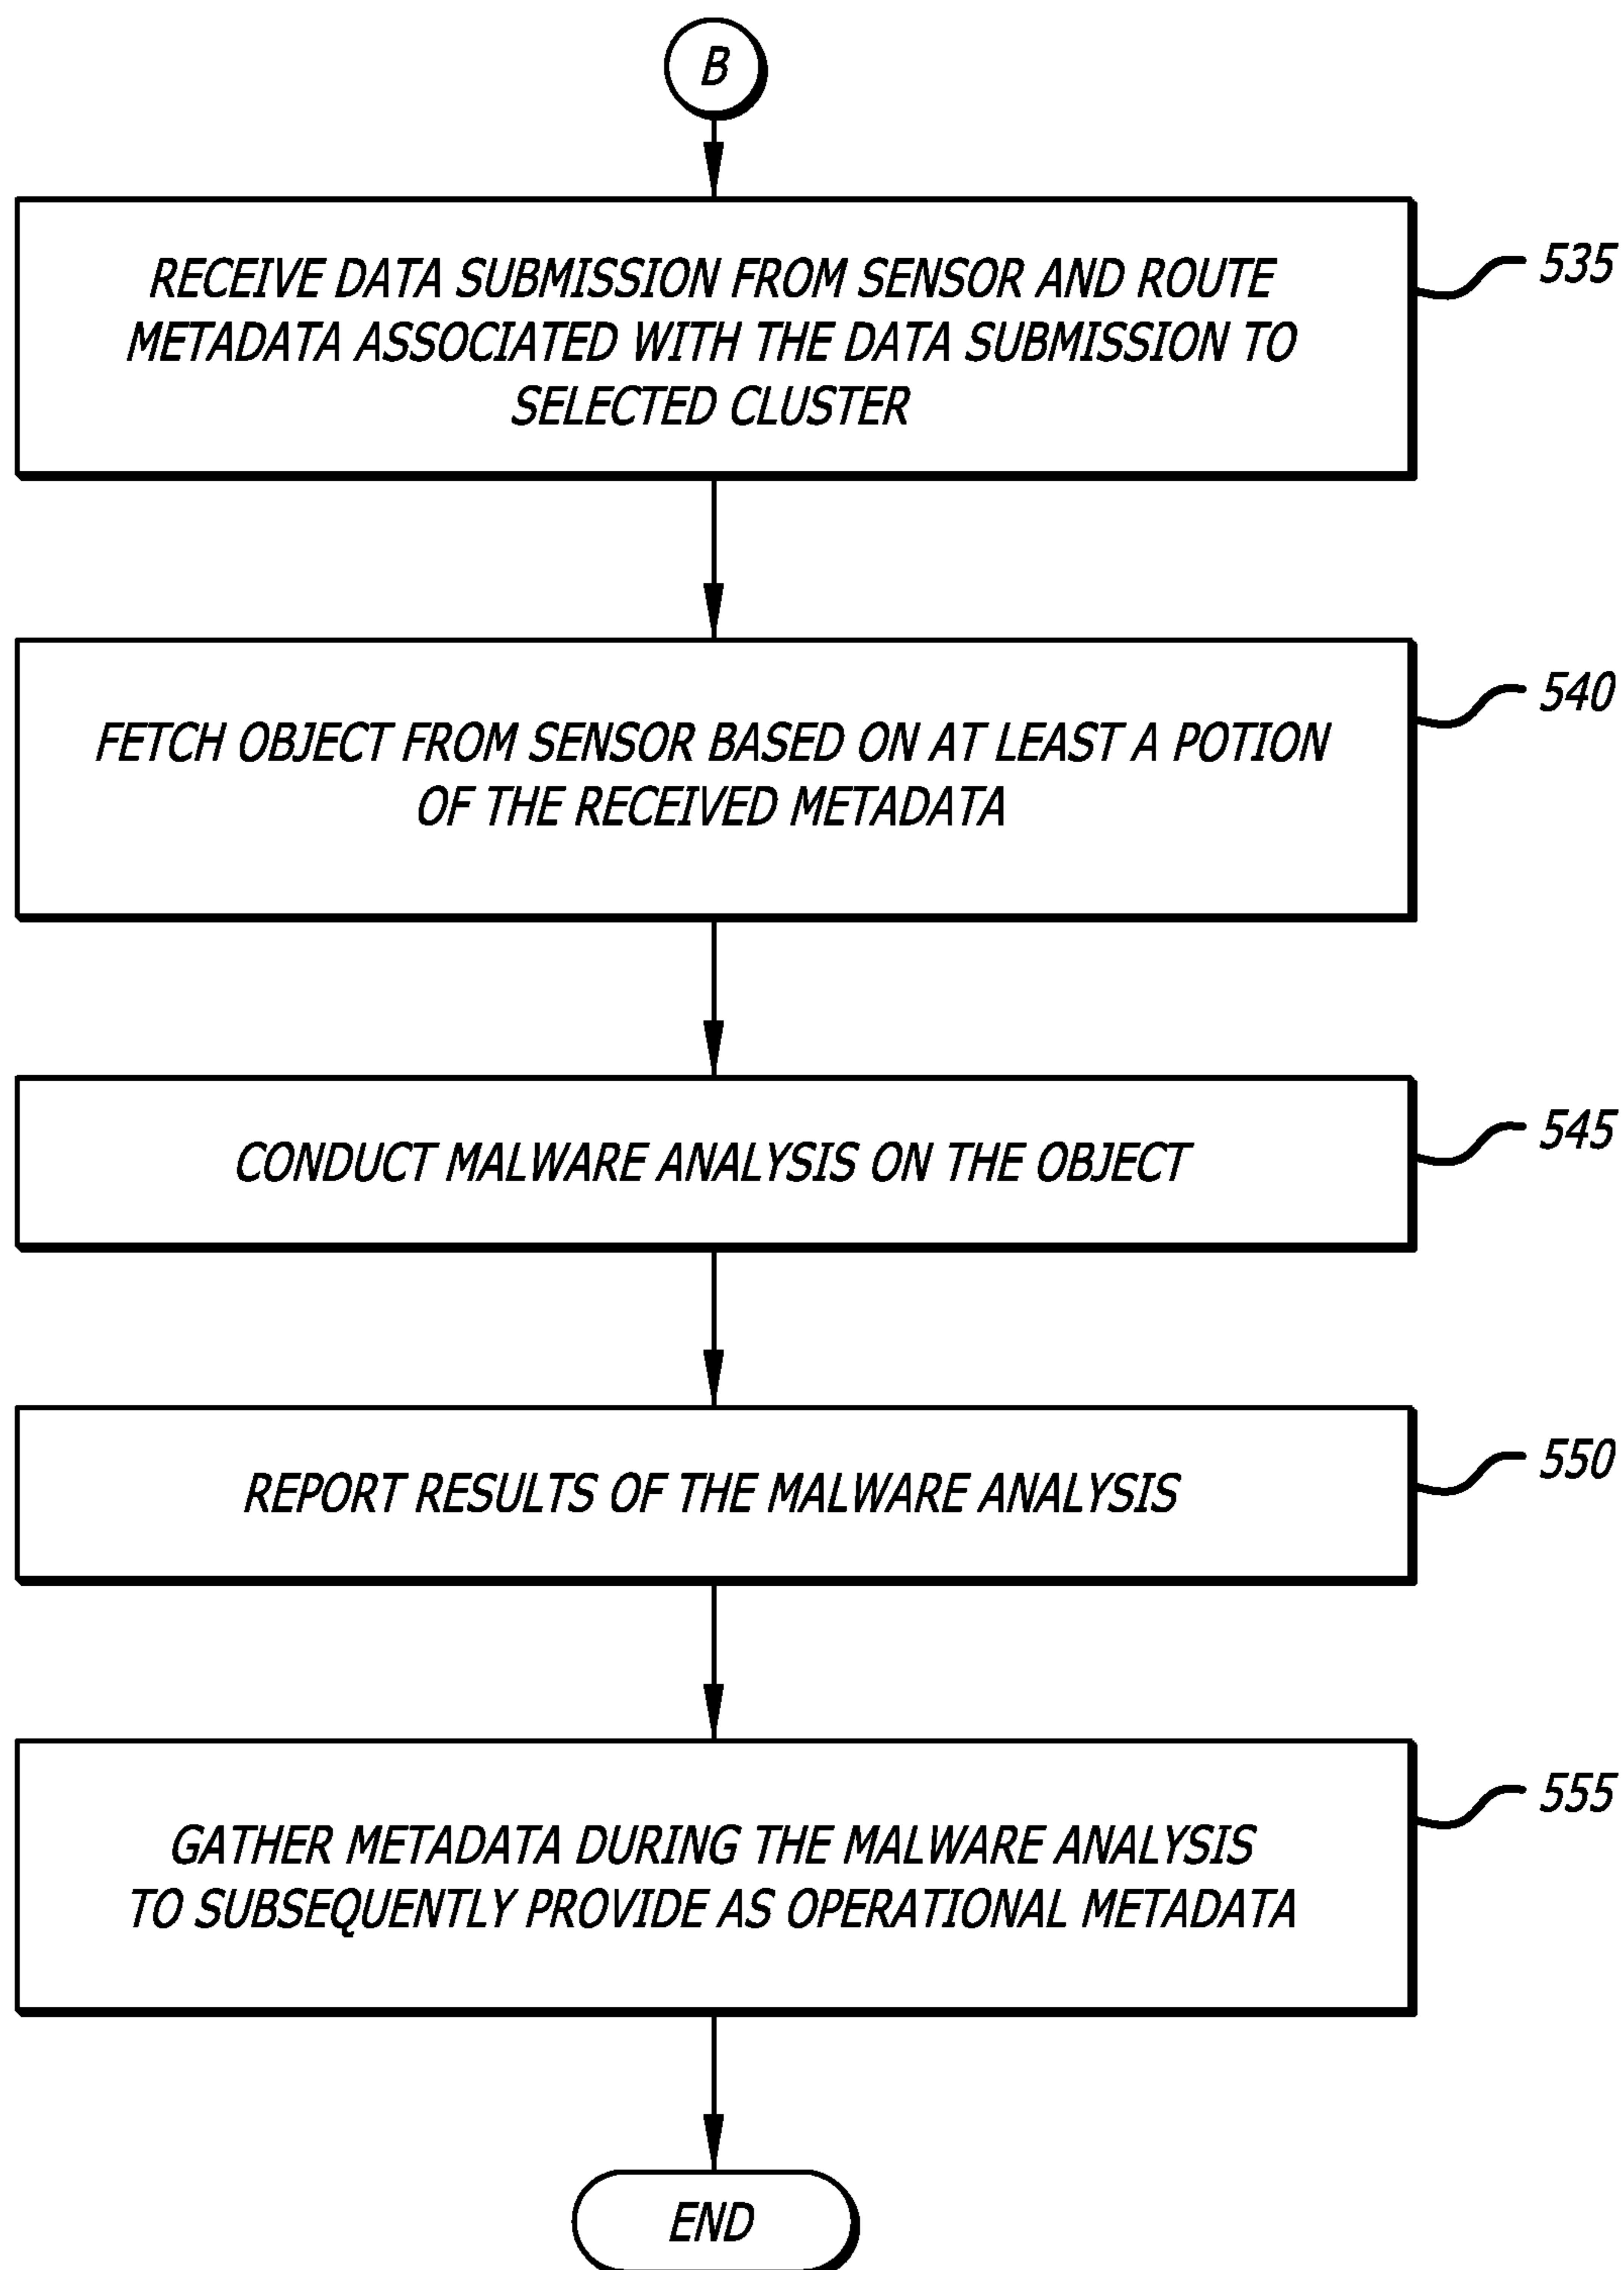 B
RECEIVE DATA SUBMISSION FROM SENSOR AND ROUTE
METADATA ASSOCIATED WITH THE DATA SUBMISSION TO
SELECTED CLUSTER
535
FETCH OBJECT FROM SENSOR BASED ON AT LEAST A POTION
OF THE RECEIVED METADATA
540
CONDUCT MALWARE ANALYSIS ON THE OBJECT
545
REPORT RESULTS OF THE MALWARE ANALYSIS
550
GATHER METADATA DURING THE MALWARE ANALYSIS
TO SUBSEQUENTLY PROVIDE AS OPERATIONAL METADATA
555
END